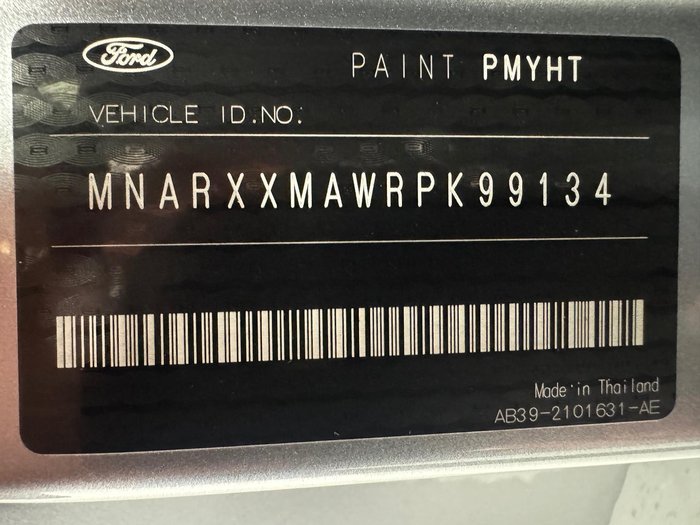 Ford
PAINT PMYHT
VEHICLE ID.NO.
MNARXXMAWRPK99134
Made in Thailand
AB39-2101631-AE